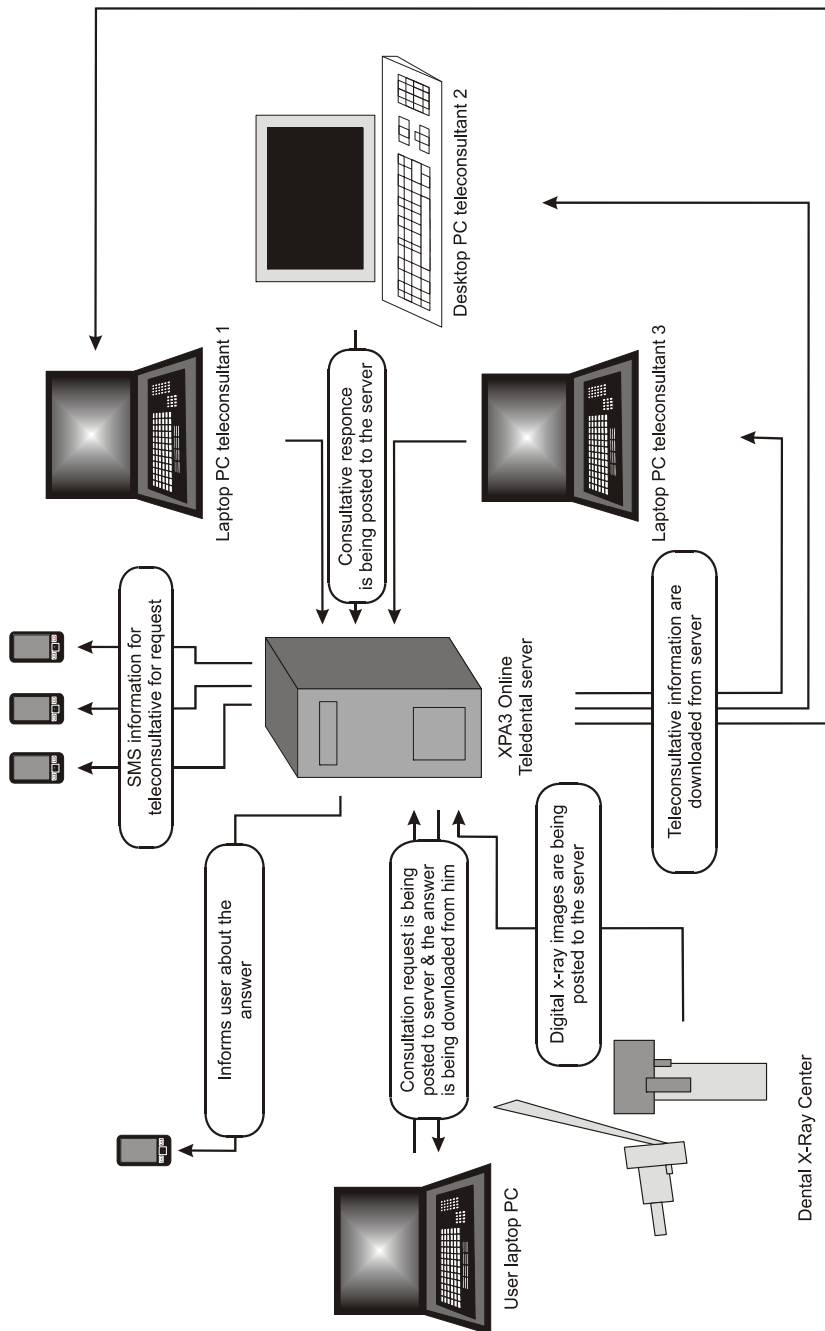 Informs user about the
answer
SMS information for
teleconsultative for request
Laptop PC teleconsultant 1
User laptop PC
Consultation request is being
posted to server & the answer
is being downloaded from him
XPA3 Online
Teledental server
Consultative responce
is being posted to the server
Desktop PC teleconsultant 2
Digital x-ray images are being
posted to the server
Dental X-Ray Center
Teleconsultative information are
downloaded from server
Laptop PC teleconsultant 3